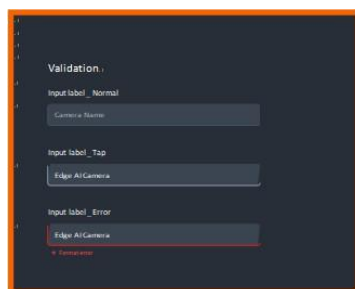 Validation
Input label_ Normal
Camera Name
Input label_ Tap
Edge AI Camera
Input label_ Error
Edge AI Camera